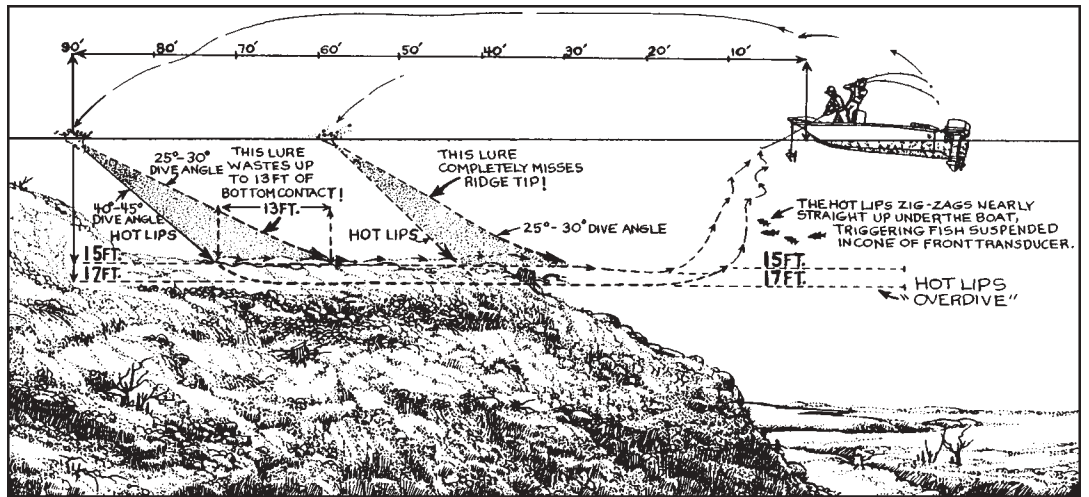 90' 80' 70' 60' 50' 40' 30' 20' 10'
25°-30°
DIVE ANGLE
THIS LURE
WASTES UP
TO 13 FT OF
BOTTOM CONTACT!
13FT.
40°-45°
DIVE ANGLE
HOT LIPS
THIS LURE
COMPLETELY MISSES
RIDGE TIP!
HOT LIPS
25°-30° DIVE ANGLE
THE HOT LIPS ZIG-ZAGS NEARLY
STRAIGHT UP UNDER THE BOAT,
TRIGGERING FISH SUSPENDED
IN CONE OF FRONT TRANSDUCER.
15FT.
17FT.
15FT.
17FT.
HOT LIPS
"OVERDIVE"